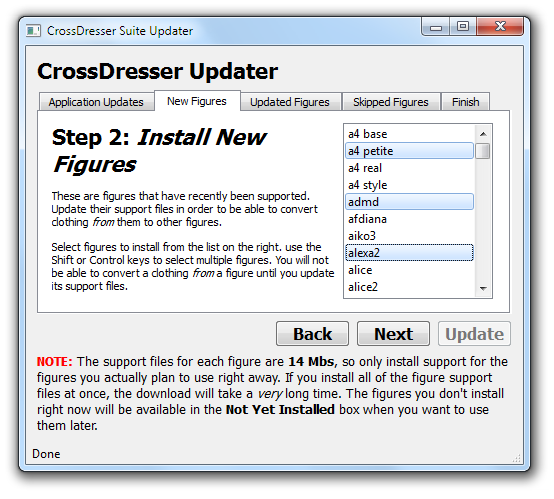 CrossDresser Suite Updater
CrossDresser Updater
Application Updates New Figures Updated Figures Skipped Figures Finish
Step 2: Install New
Figures
These are figures that have recently been supported.
Update their support files in order to be able to convert
clothing from them to other figures.
Select figures to install from the list on the right. use the
Shift or Control keys to select multiple figures. You will not
be able to convert a clothing from a figure until you update
its support files.
a4 base
a4 petite
a4 real
a4 style
admd
afdiana
aiko3
alexa2
alice
alice2
Back Next Update
NOTE: The support files for each figure are 14 Mbs, so only install support for the
figures you actually plan to use right away. If you install all of the figure support
files at once, the download will take a very long time. The figures you don't install
right now will be available in the Not Yet Installed box when you want to use
them later.
Done